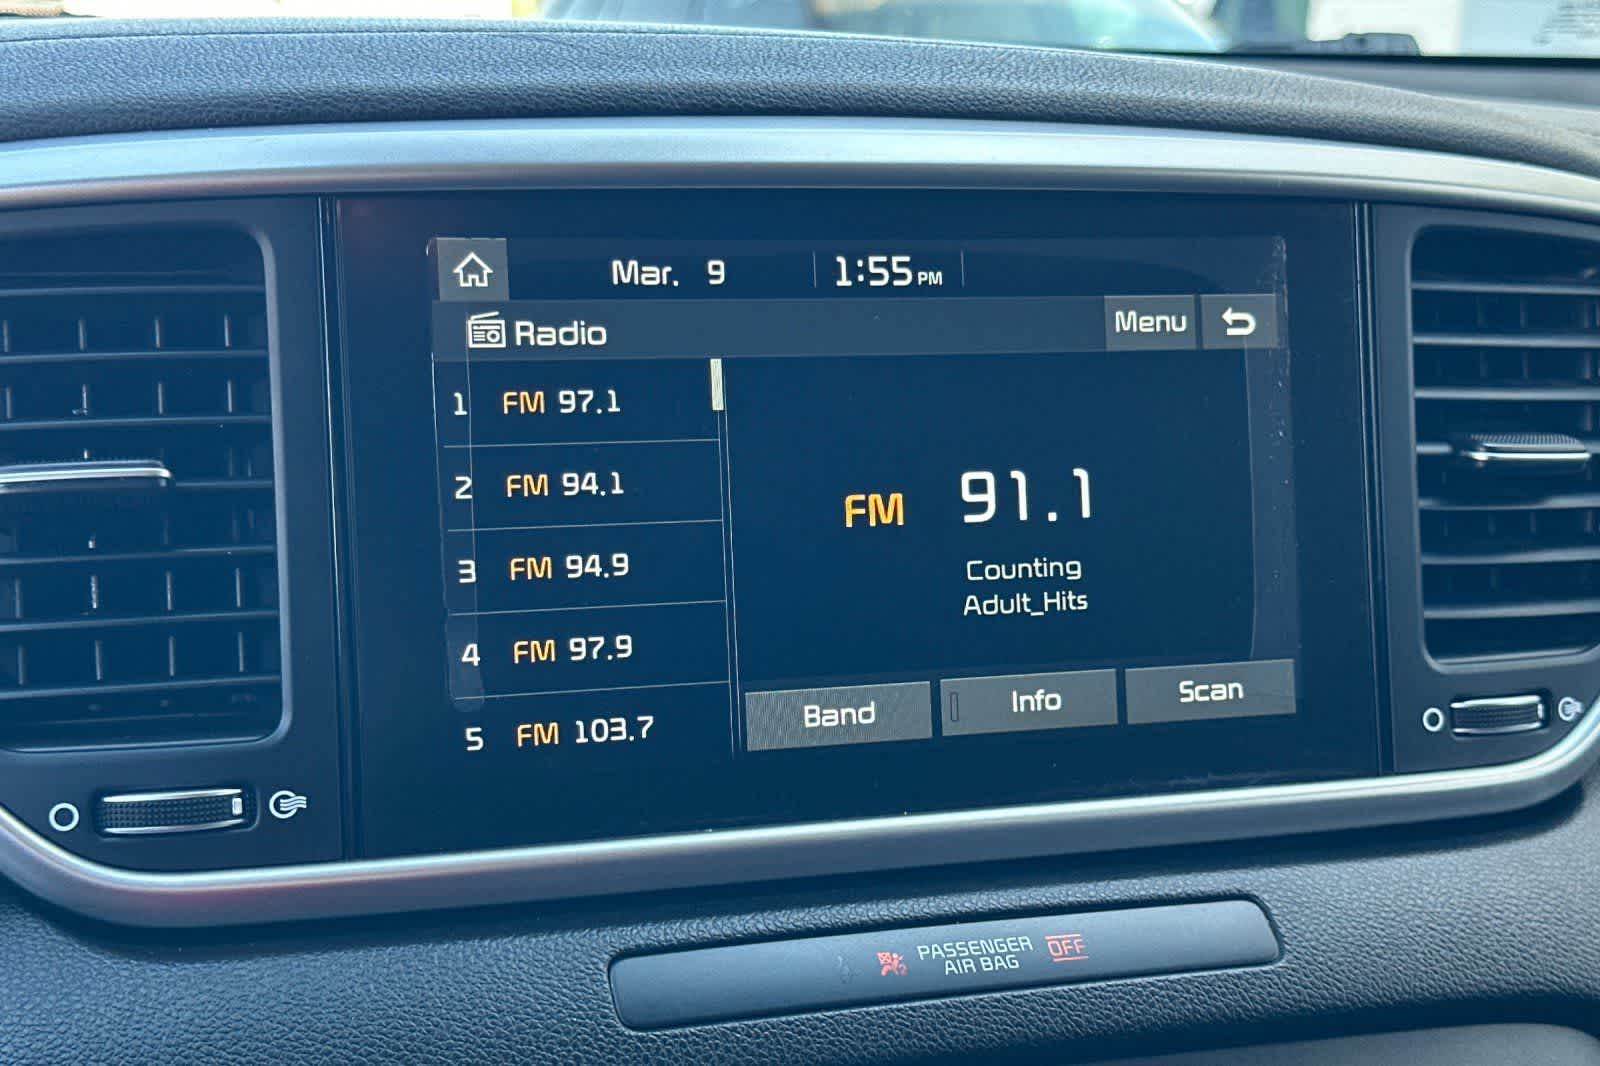 Mar. 9 1:55 PM
Radio Menu
1 FM 97.1
2 FM 94.1
3 FM 94.9
4 FM 97.9
5 FM 103.7
FM 91.1
Counting
Adult_Hits
Band Info Scan
PASSENGER
AIR BAG OFF